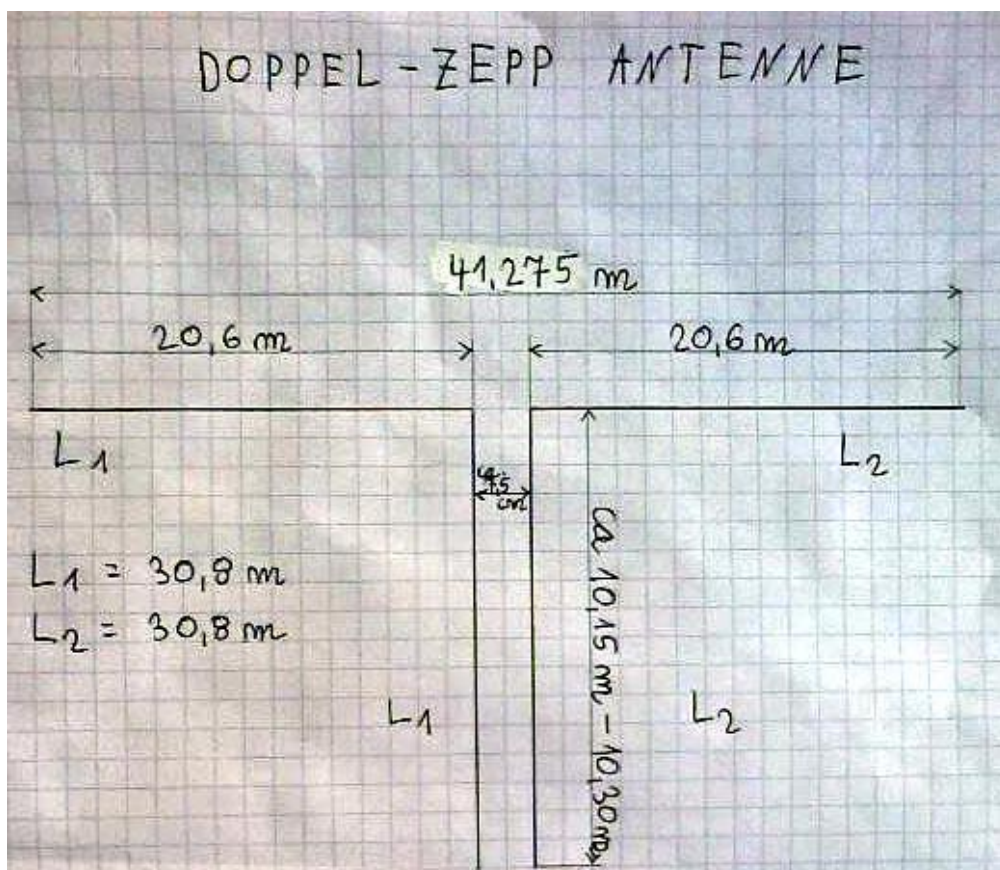 DOPPEL-ZEPP ANTENNE
41,275 m
20,6 m
20,6 m
L1
L2
7,5
cm
L1 = 30,8 m
L2 = 30,8 m
ca 10,15 m - 10,30 m
L1
L2